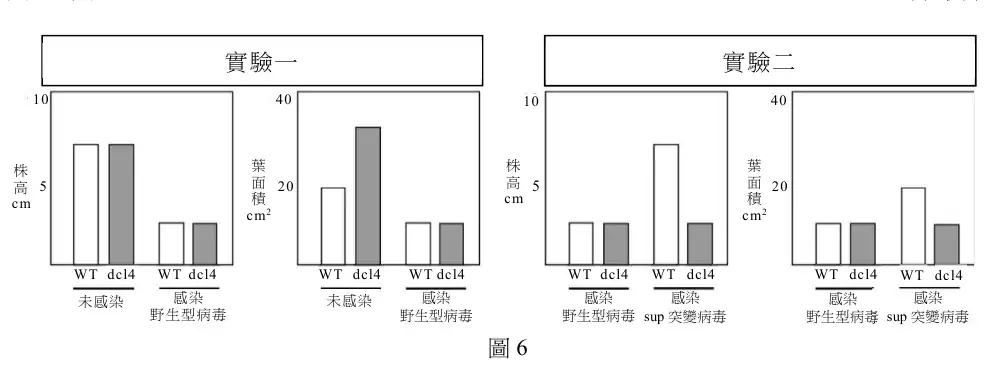 實驗一
實驗二
10
5
株高
cm
WT dcl4
WT dcl4
未感染
感染
野生型病毒
40
20
葉面積
cm2
WT dcl4
WT dcl4
未感染
感染
野生型病毒
10
5
株高
cm
WT dcl4
WT dcl4
感染
野生型病毒
感染
sup 突變病毒
40
20
葉面積
cm2
WT dcl4
WT dcl4
感染
野生型病毒
感染
sup 突變病毒
圖 6